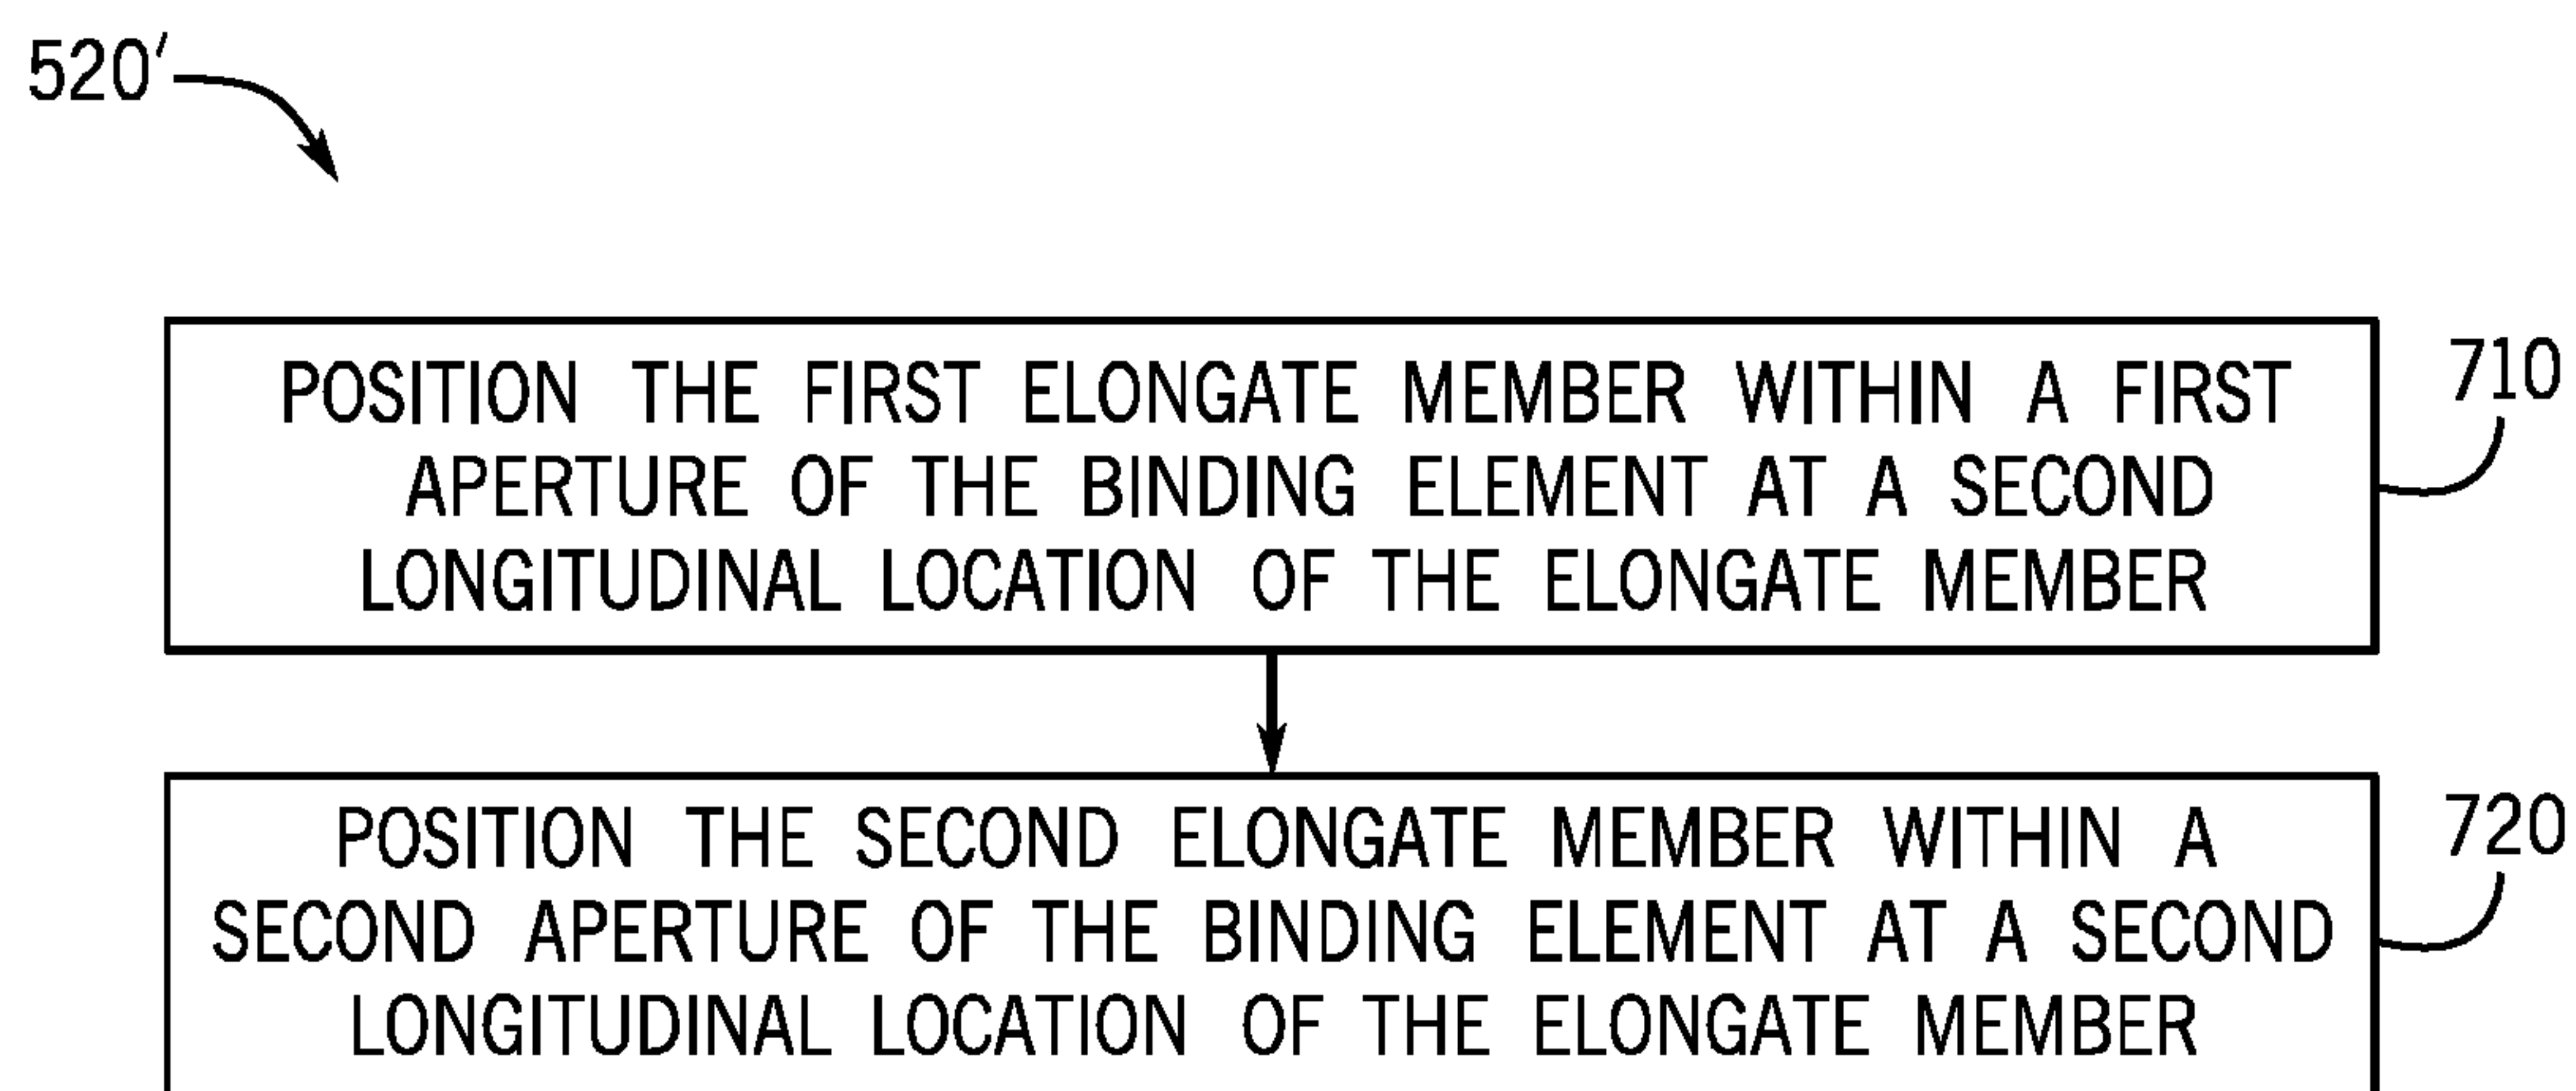 520′
POSITION THE FIRST ELONGATE MEMBER WITHIN A FIRST
APERTURE OF THE BINDING ELEMENT AT A SECOND
LONGITUDINAL LOCATION OF THE ELONGATE MEMBER
710
POSITION THE SECOND ELONGATE MEMBER WITHIN A
SECOND APERTURE OF THE BINDING ELEMENT AT A SECOND
LONGITUDINAL LOCATION OF THE ELONGATE MEMBER
720